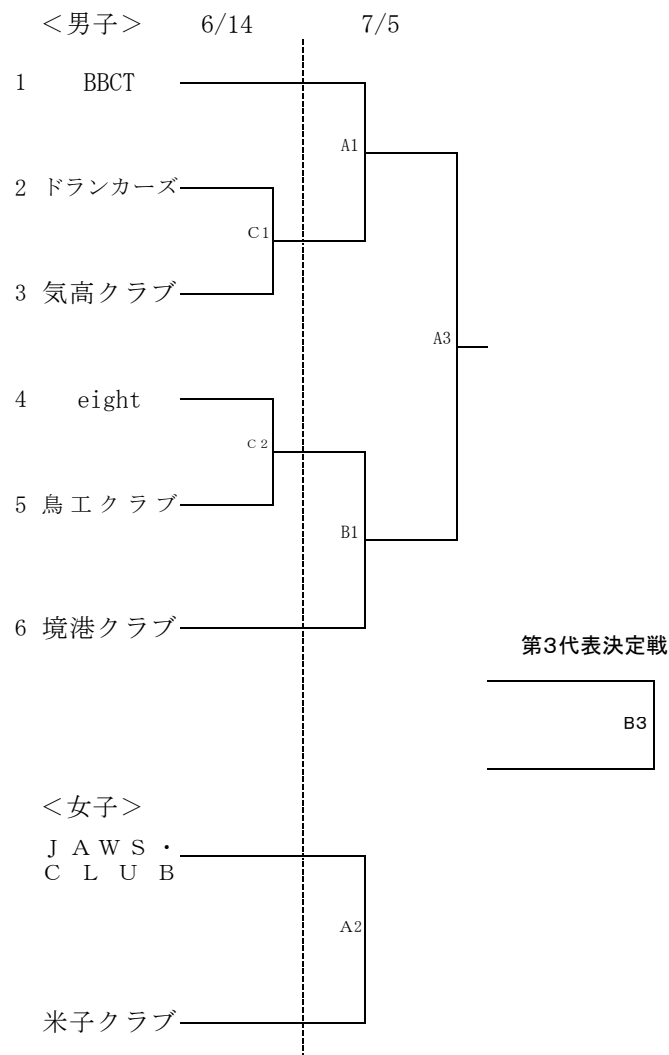 ＜男子＞ 6/14 7/5
1 BBCT
A1
2 ドランカーズ
C1
3 気高クラブ
A3
4 eight
C2
5 鳥工クラブ
B1
6 境港クラブ
第3代表決定戦
B3
＜女子＞
JAWS・
CLUB
A2
米子クラブ